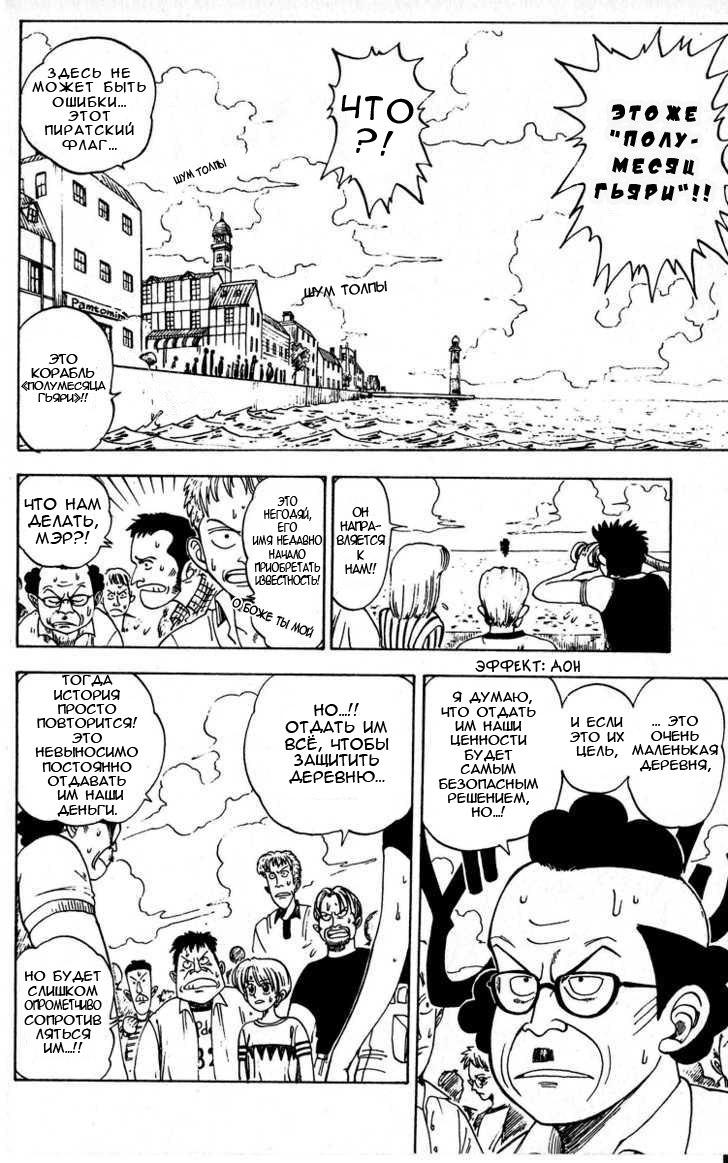 ЭТО ЖЕ
"ПОЛУ-
МЕСЯЦ
ГЬЯРИ"!!
ЧТО
?!
ЗДЕСЬ НЕ
МОЖЕТ БЫТЬ
ОШИБКИ...
ЭТОТ
ПИРАТСКИЙ
ФЛАГ...
ШУМ ТОЛПЫ
ШУМ ТОЛПЫ
Pamtomim
ЭТО
КОРАБЛЬ
«ПОЛУМЕСЯЦА
ГЬЯРИ»!!
ОН
НАПРА-
ВЛЯЕТСЯ
К
НАМ!!
ЭТО
НЕГОДЯЙ,
ЕГО
ИМЯ НЕДАВНО
НАЧАЛО
ПРИОБРЕТАТЬ
ИЗВЕСТНОСТЬ!
О БОЖЕ ТЫ МОЙ
ЧТО НАМ
ДЕЛАТЬ,
МЭР?!
ЭФФЕКТ: ДОН
... ЭТО
ОЧЕНЬ
МАЛЕНЬКАЯ
ДЕРЕВНЯ,
И ЕСЛИ
ЭТО ИХ
ЦЕЛЬ,
Я ДУМАЮ,
ЧТО ОТДАТЬ
ИМ НАШИ
ЦЕННОСТИ
БУДЕТ
САМЫМ
БЕЗОПАСНЫМ
РЕШЕНИЕМ,
НО...!
НО...!!
ОТДАТЬ ИМ
ВСЁ, ЧТОБЫ
ЗАЩИТИТЬ
ДЕРЕВНЮ...
ТОГДА
ИСТОРИЯ
ПРОСТО
ПОВТОРИТСЯ!
ЭТО
НЕВЫНОСИМО
ПОСТОЯННО
ОТДАВАТЬ
ИМ НАШИ
ДЕНЬГИ.
НО БУДЕТ
СЛИШКОМ
ОПРОМЕТЧИВО
СОПРОТИВ
ЛЯТЬСЯ
ИМ...!!